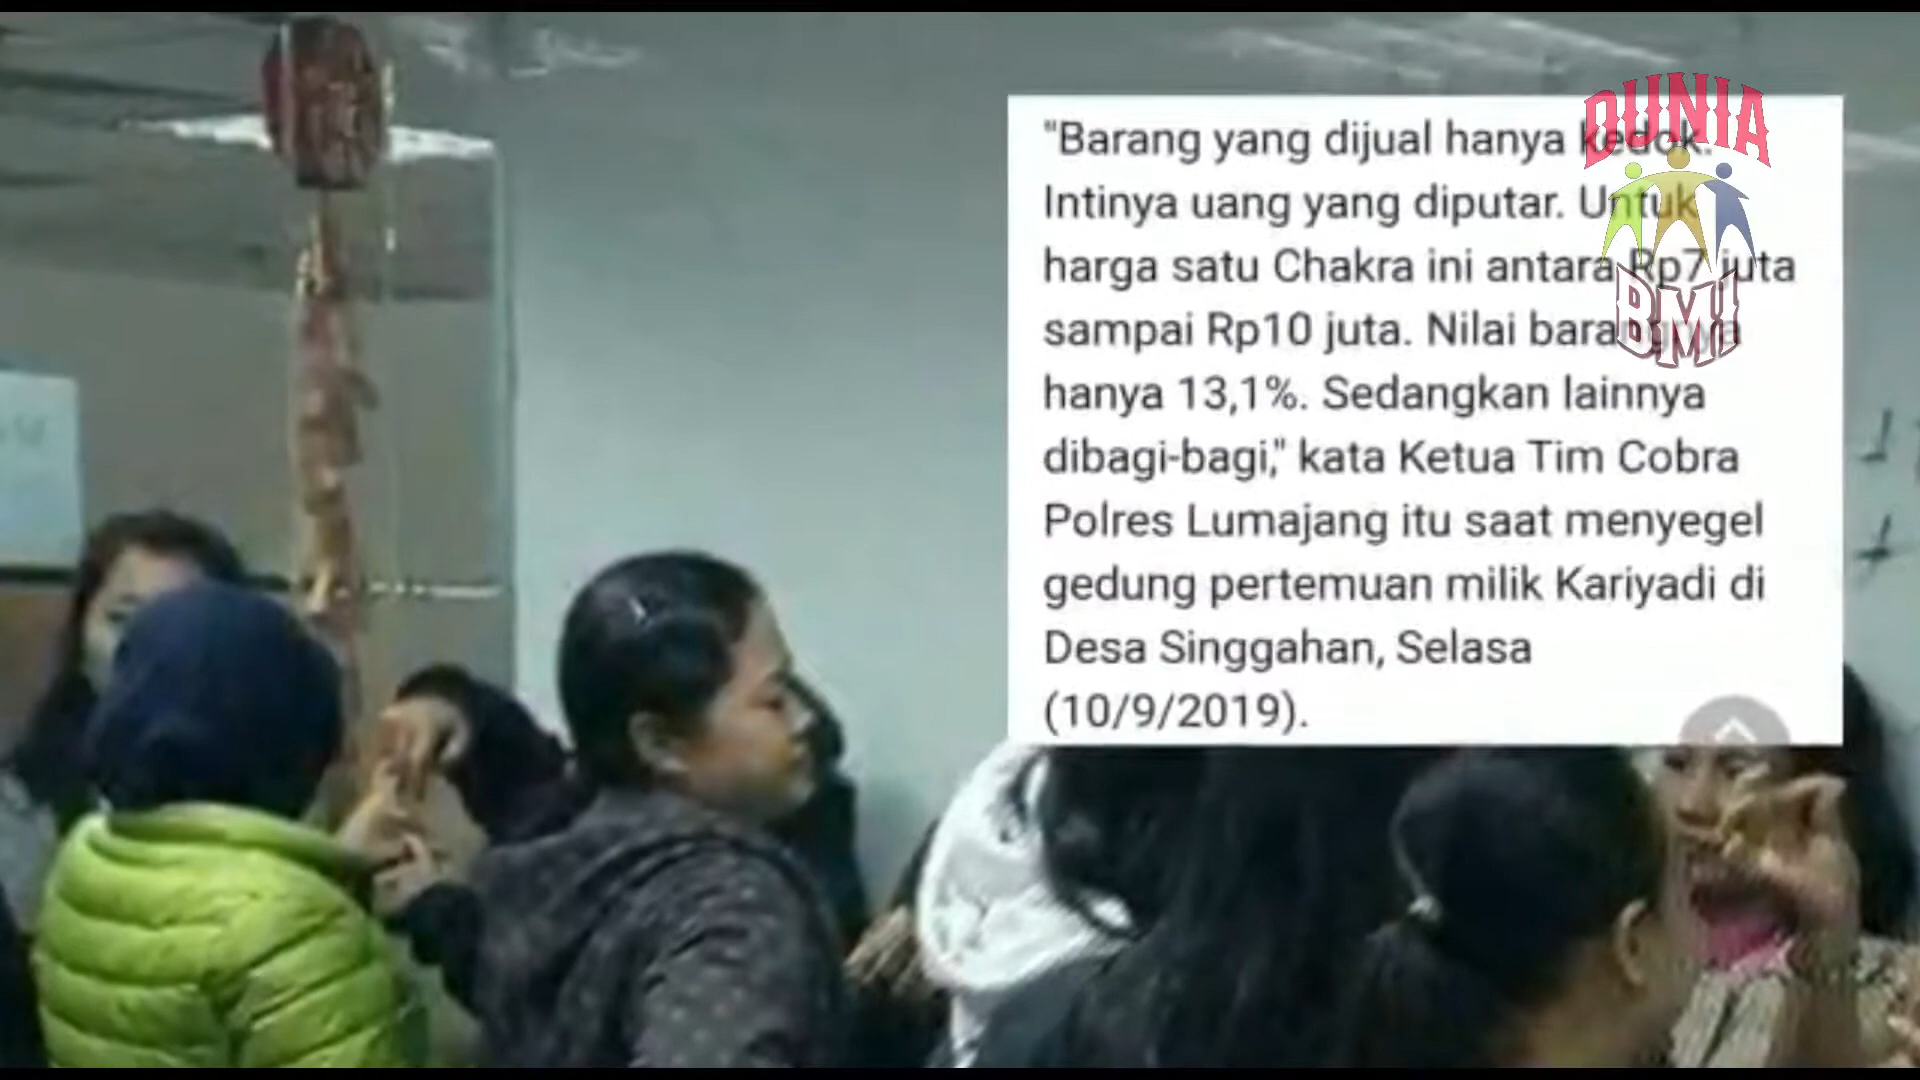 DUNIA
BMI
"Barang yang dijual hanya kedok.
Intinya uang yang diputar. Untuk
harga satu Chakra ini antara Rp7 juta
sampai Rp10 juta. Nilai barangnya
hanya 13,1%. Sedangkan lainnya
dibagi-bagi," kata Ketua Tim Cobra
Polres Lumajang itu saat menyegel
gedung pertemuan milik Kariyadi di
Desa Singgahan, Selasa
(10/9/2019).